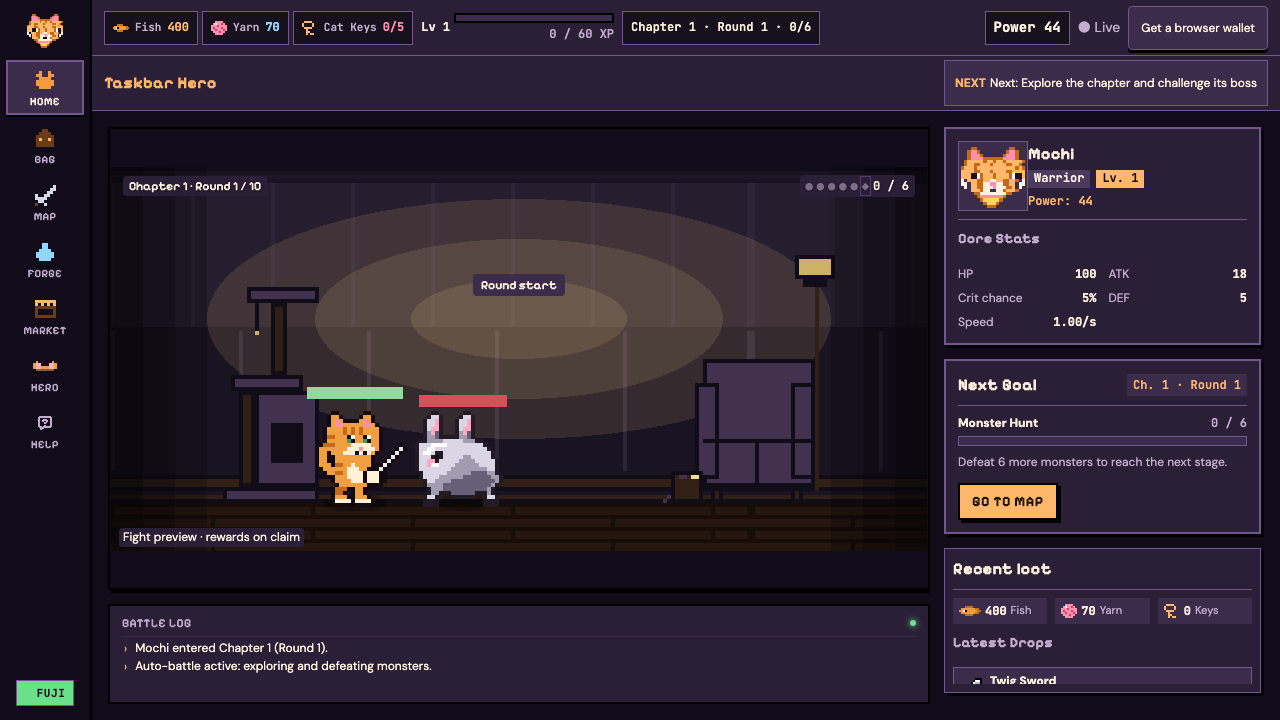 Fish 400
Yarn 70
Cat Keys 0/5
Lv 1
0 / 60 XP
Chapter 1 · Round 1 · 0/6
Power 44
Live
Get a browser wallet
Taskbar Hero
NEXT Next: Explore the chapter and challenge its boss
HOME
BAG
MAP
FORGE
MARKET
HERO
HELP
FUJI
Chapter 1 · Round 1 / 10
0 / 6
Round start
Fight preview · rewards on claim
BATTLE LOG
› Mochi entered Chapter 1 (Round 1).
› Auto-battle active: exploring and defeating monsters.
Mochi
Warrior Lv. 1
Power: 44
Core Stats
HP 100 ATK 18
Crit chance 5% DEF 5
Speed 1.00/s
Next Goal Ch. 1 · Round 1
Monster Hunt 0 / 6
Defeat 6 more monsters to reach the next stage.
GO TO MAP
Recent loot
400 Fish 70 Yarn 0 Keys
Latest Drops
Twig Sword